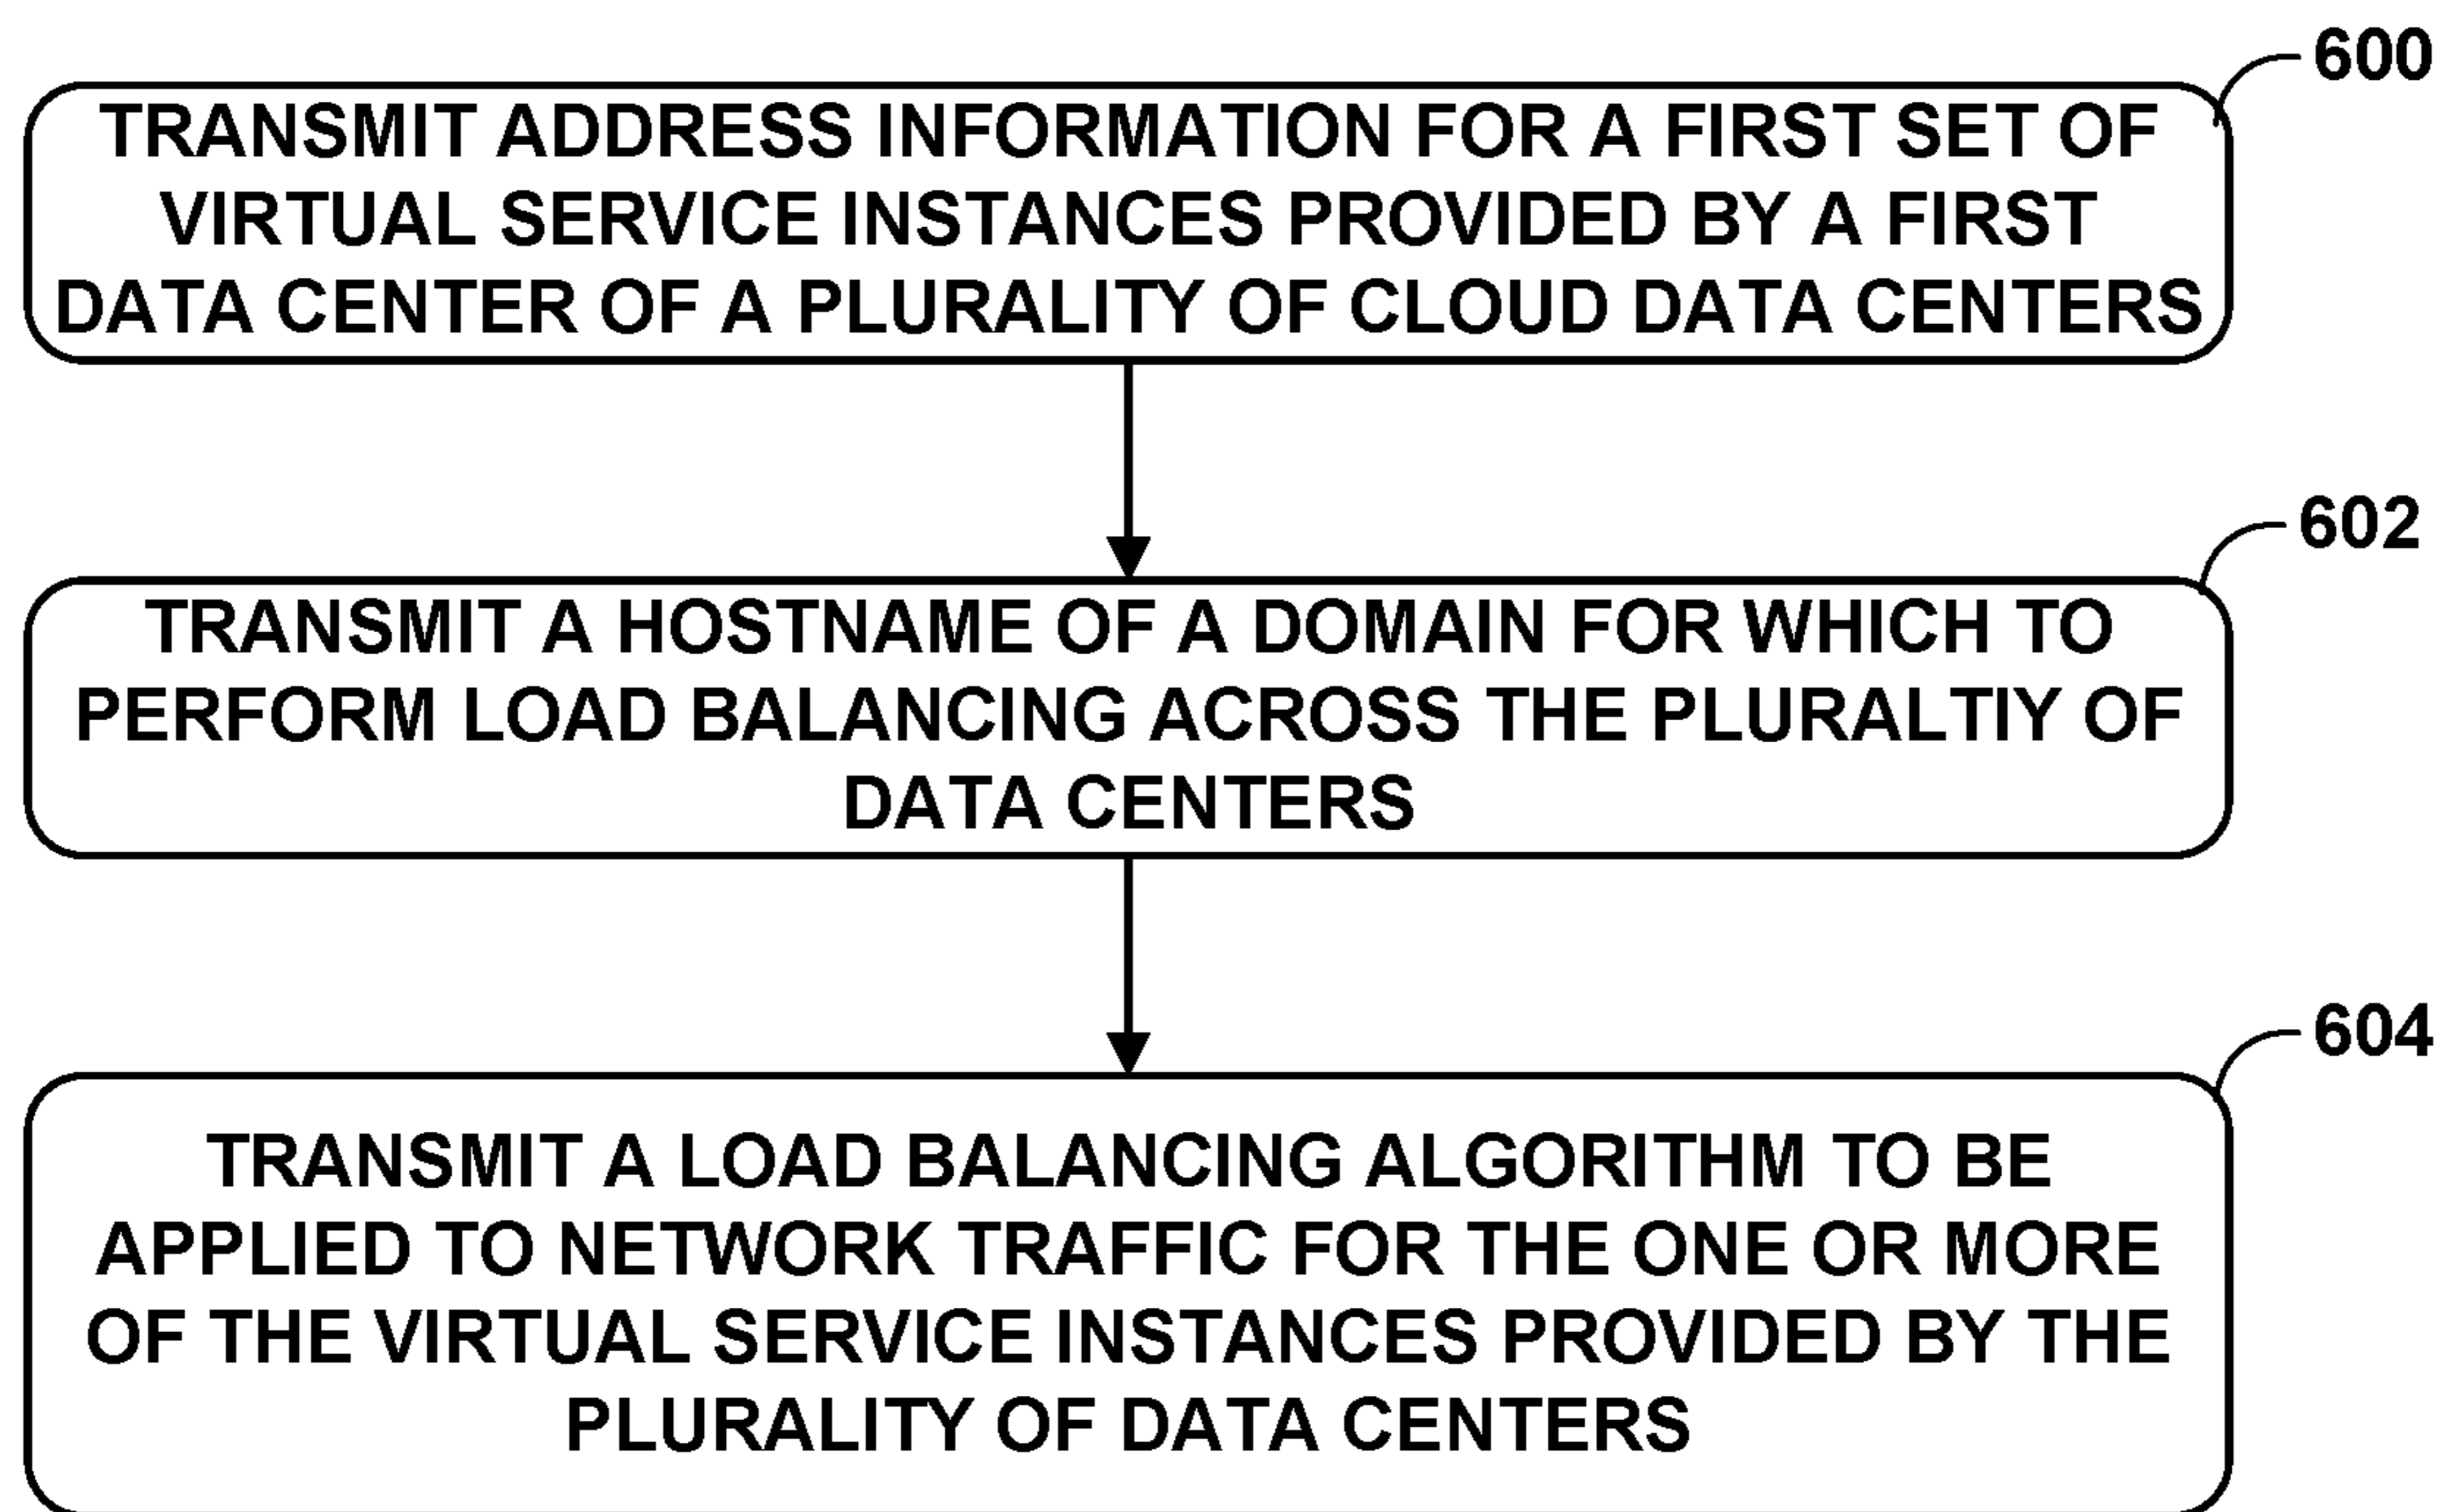 600
TRANSMIT ADDRESS INFORMATION FOR A FIRST SET OF
VIRTUAL SERVICE INSTANCES PROVIDED BY A FIRST
DATA CENTER OF A PLURALITY OF CLOUD DATA CENTERS
602
TRANSMIT A HOSTNAME OF A DOMAIN FOR WHICH TO
PERFORM LOAD BALANCING ACROSS THE PLURALTIY OF
DATA CENTERS
604
TRANSMIT A LOAD BALANCING ALGORITHM TO BE
APPLIED TO NETWORK TRAFFIC FOR THE ONE OR MORE
OF THE VIRTUAL SERVICE INSTANCES PROVIDED BY THE
PLURALITY OF DATA CENTERS